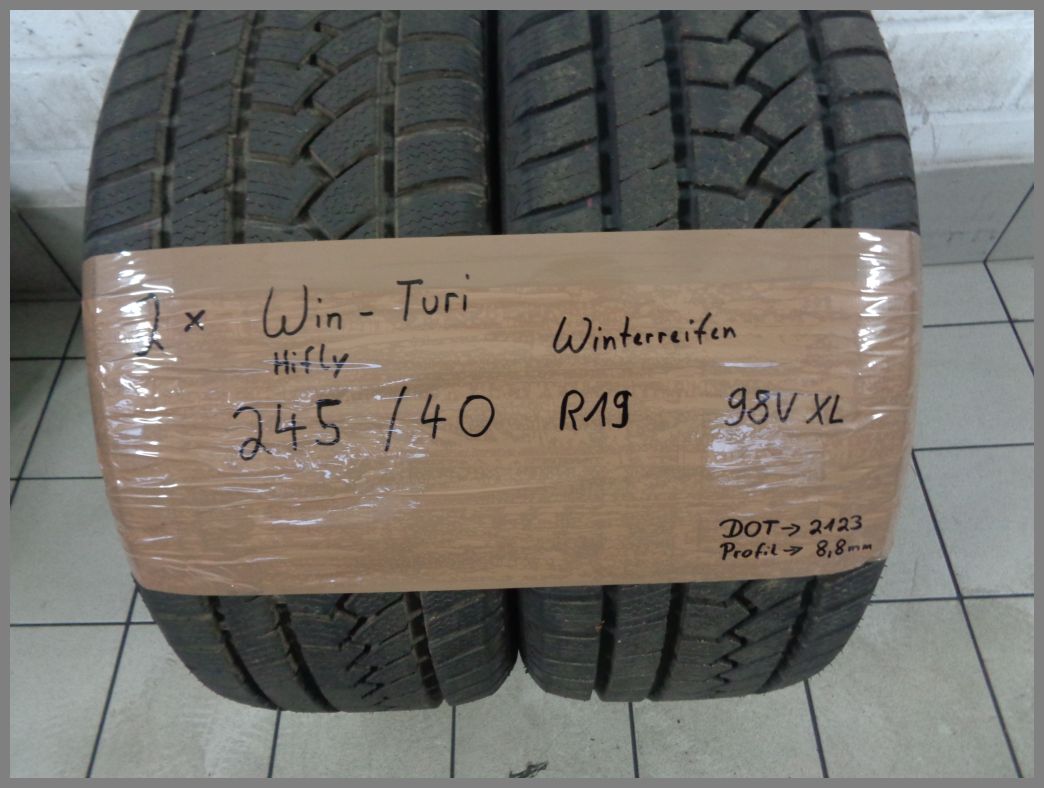 2 x Win - Turi
Hifly
Winterreifen
245 / 40 R19 98V XL
DOT → 2123
Profil → 8,8mm